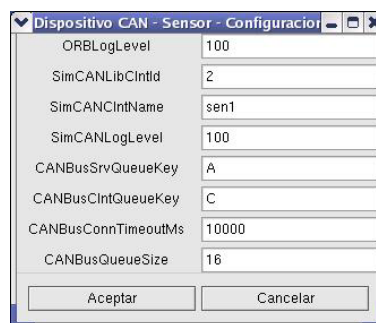 Dispositivo CAN - Sensor - Configuracion
ORBLogLevel 100
SimCANLibClntId 2
SimCANClntName sen1
SimCANLogLevel 100
CANBusSrvQueueKey A
CANBusClntQueueKey C
CANBusConnTimeoutMs 10000
CANBusQueueSize 16
Aceptar Cancelar